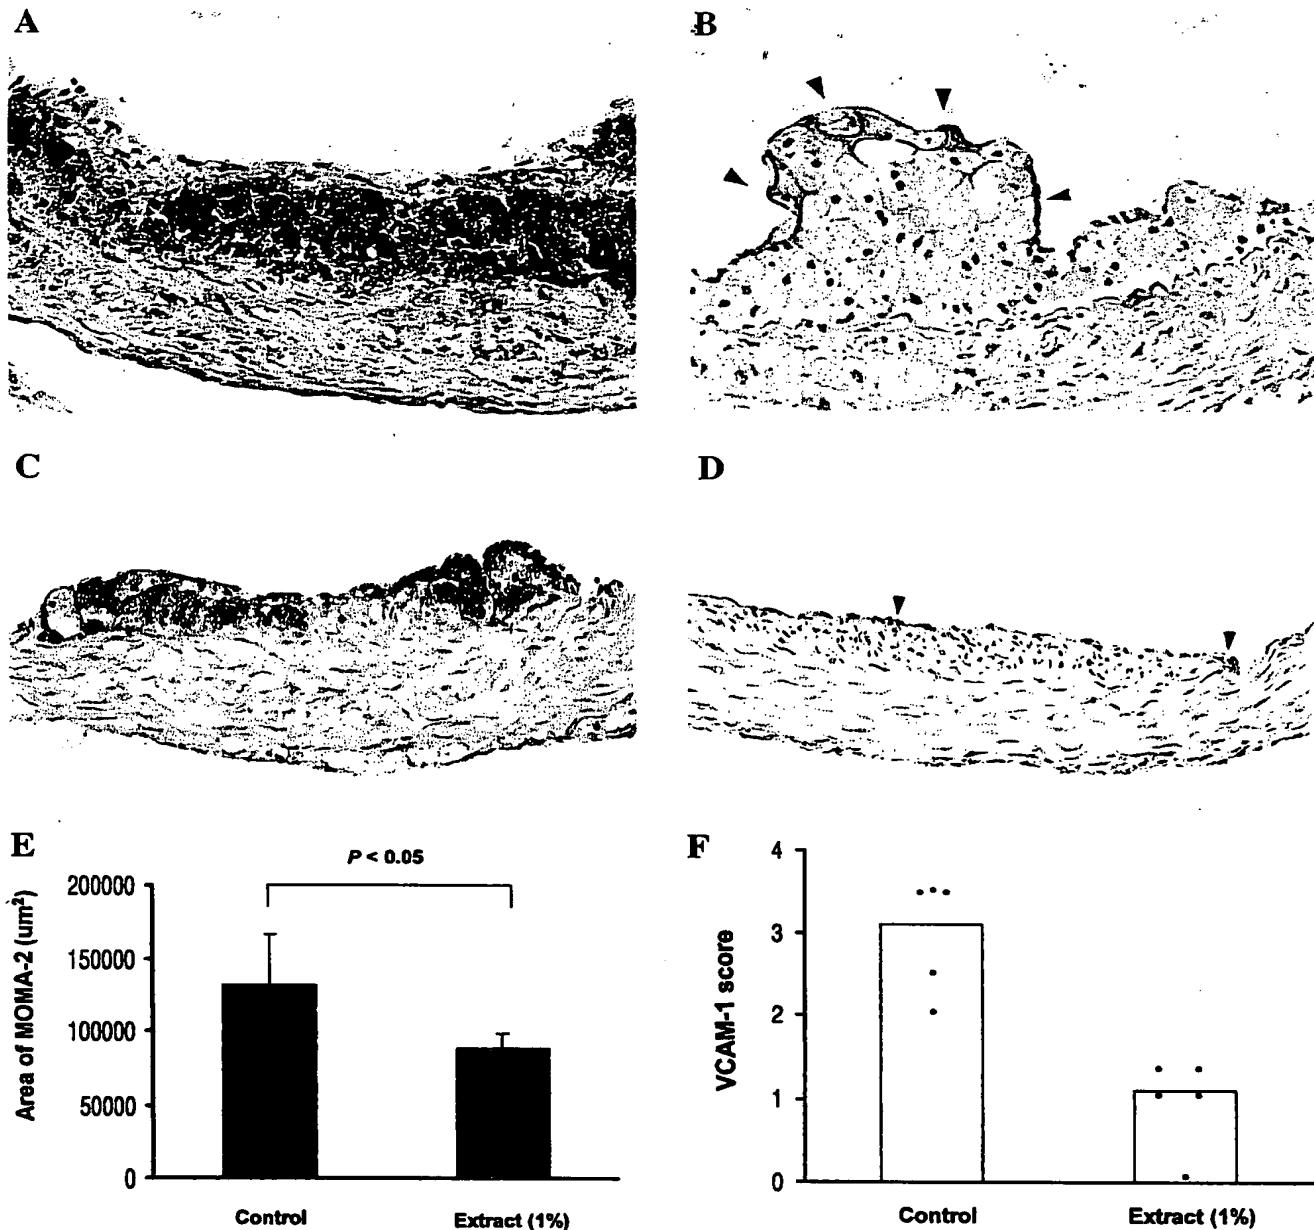 A
B
C
D
E
P < 0.05
Area of MOMA-2 (um²)
200000
150000
100000
50000
0
Control
Extract (1%)
F
VCAM-1 score
4
3
2
1
0
Control
Extract (1%)